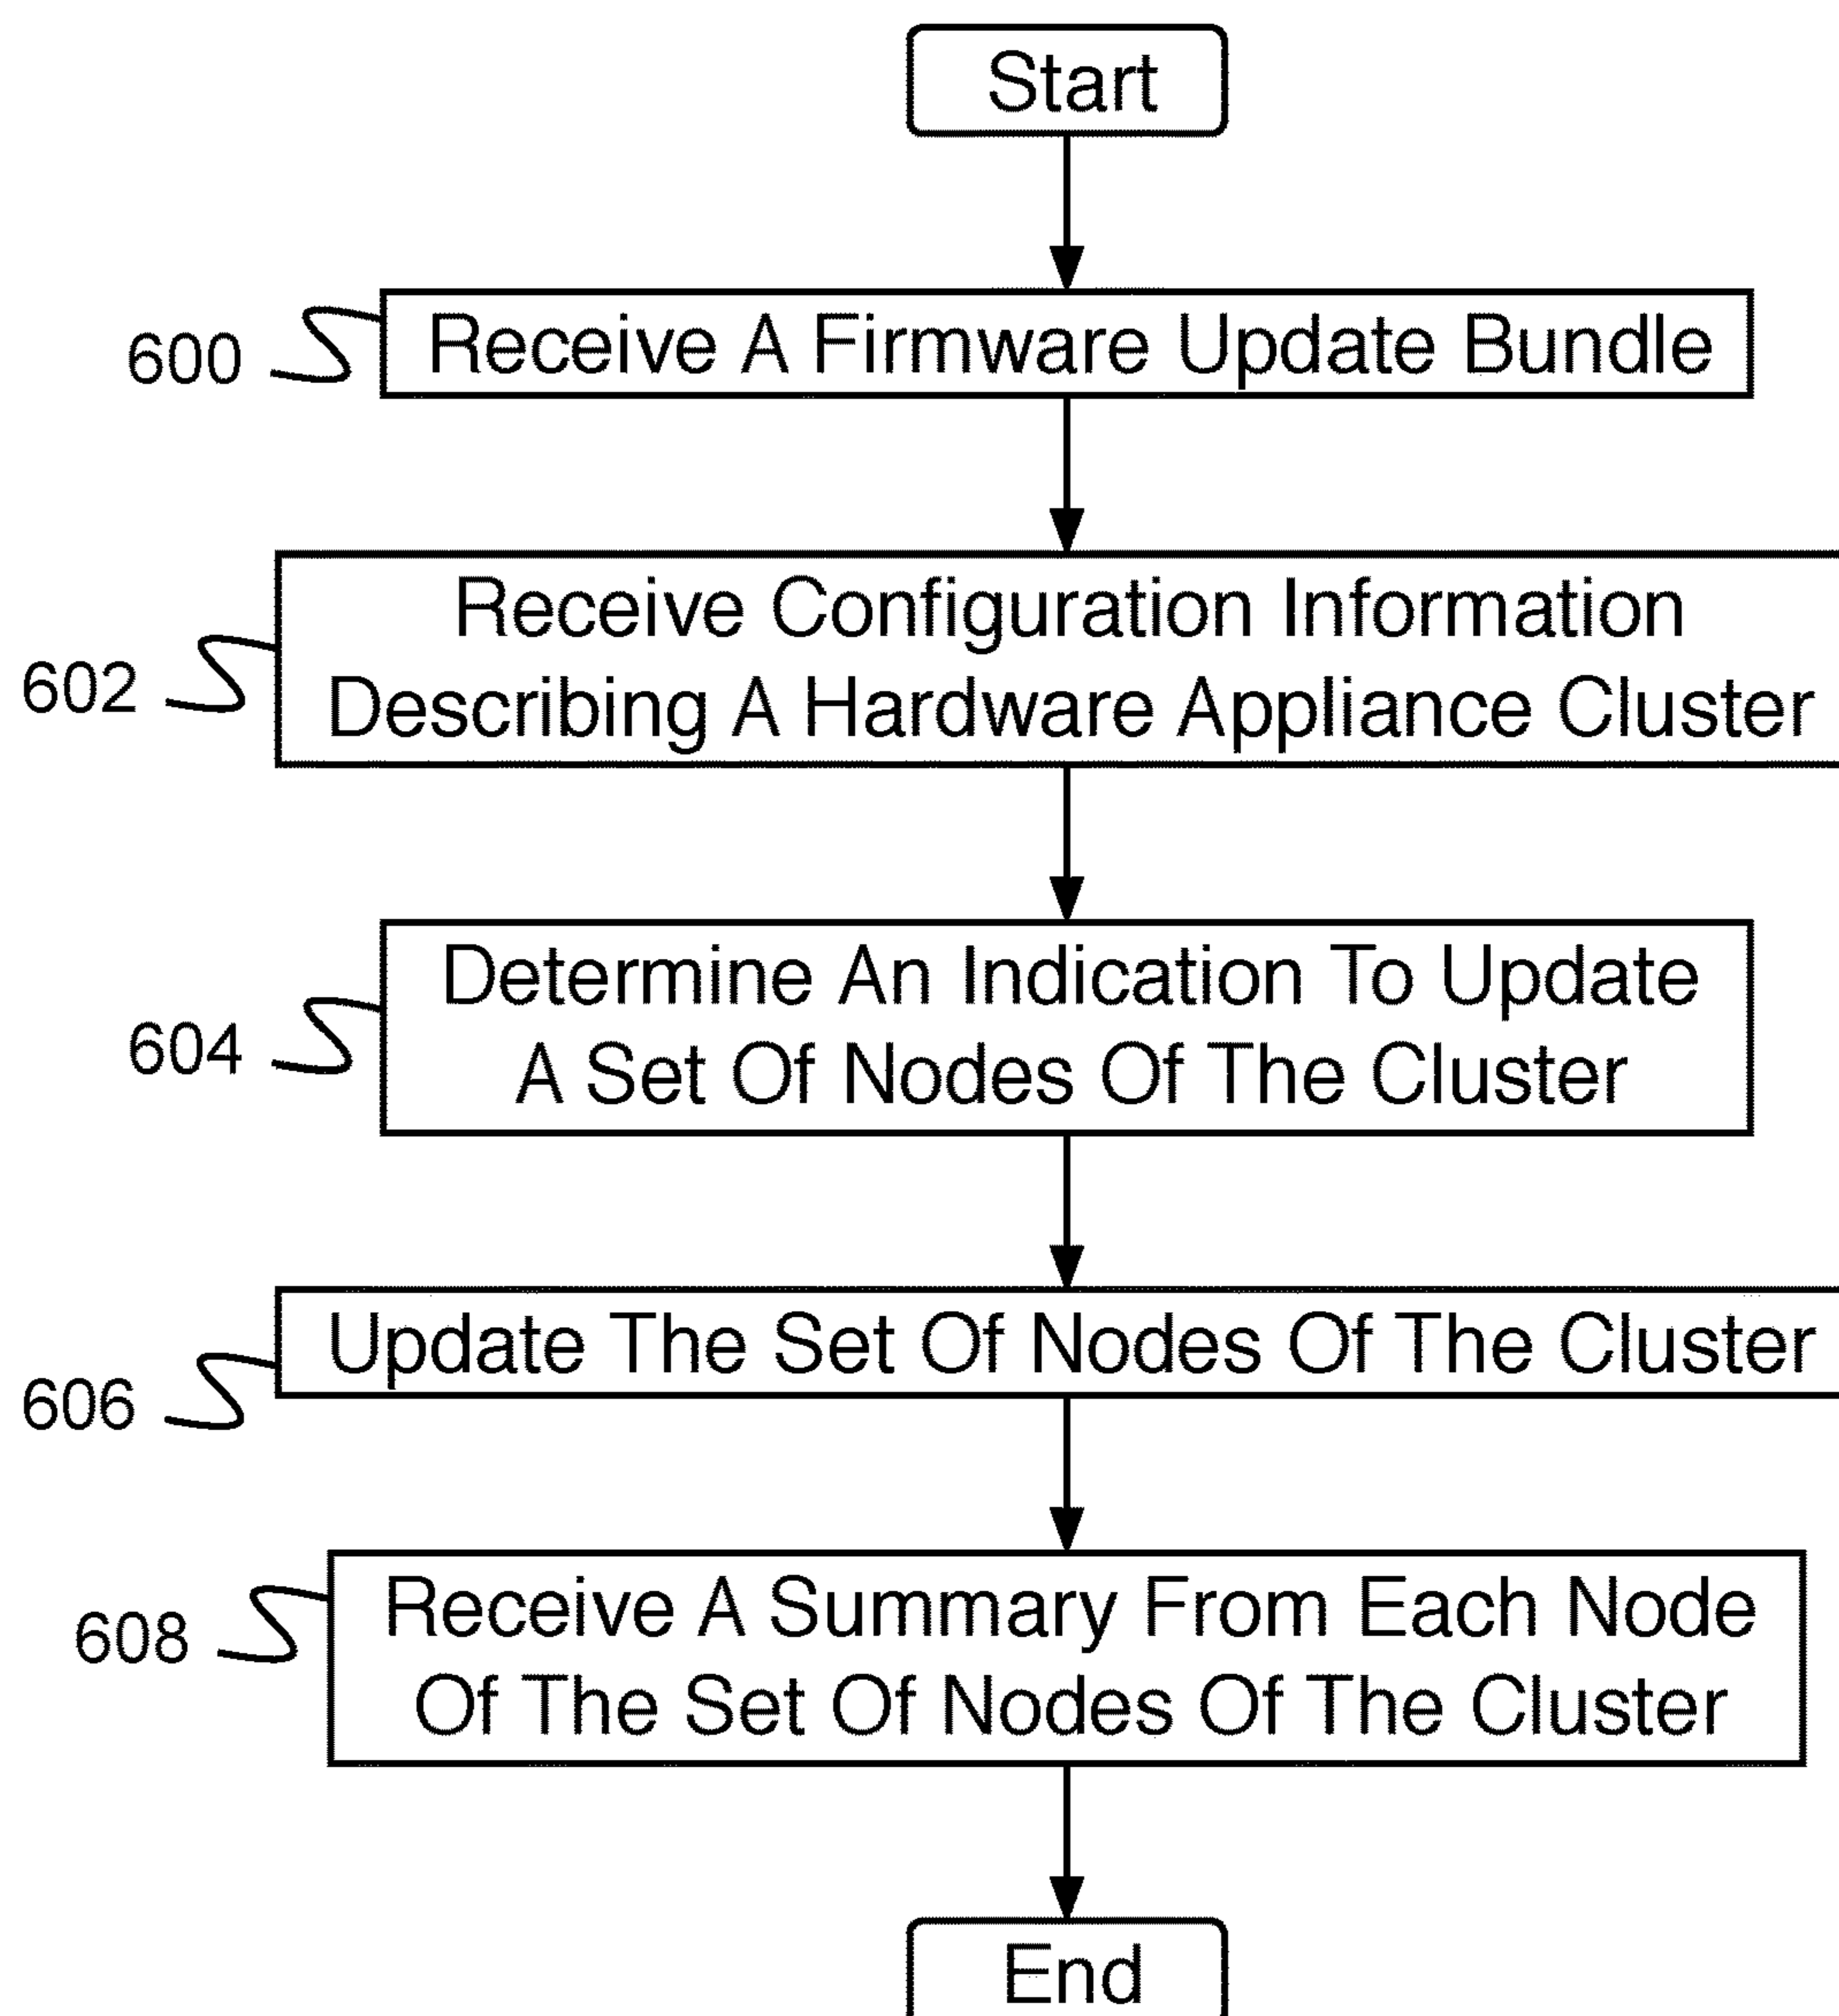 Start
600
Receive A Firmware Update Bundle
602
Receive Configuration Information
Describing A Hardware Appliance Cluster
604
Determine An Indication To Update
A Set Of Nodes Of The Cluster
606
Update The Set Of Nodes Of The Cluster
608
Receive A Summary From Each Node
Of The Set Of Nodes Of The Cluster
End